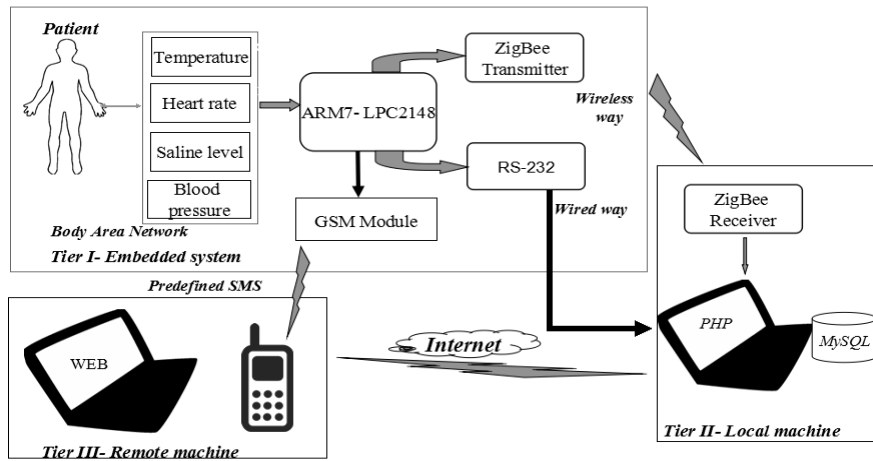 Patient
Temperature
Heart rate
Saline level
Blood
pressure
Body Area Network
Tier I- Embedded system
ARM7- LPC2148
GSM Module
ZigBee
Transmitter
RS-232
Wireless
way
Wired way
Predefined SMS
ZigBee
Receiver
PHP
MySQL
Tier II- Local machine
Internet
WEB
Tier III- Remote machine